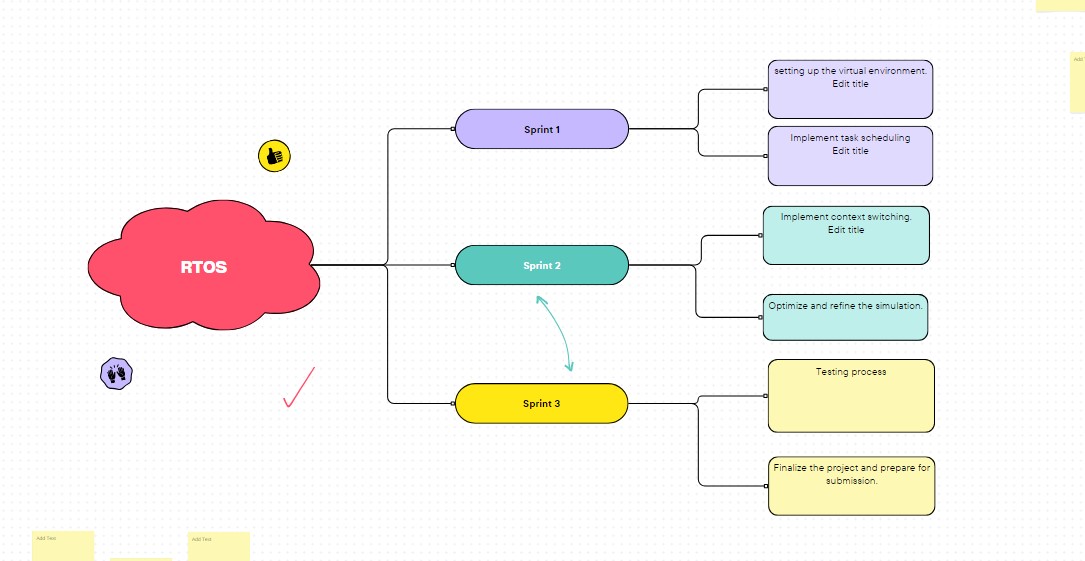 setting up the virtual environment.
Edit title
Sprint 1
Implement task scheduling
Edit title
RTOS
Implement context switching.
Edit title
Sprint 2
Optimize and refine the simulation.
Testing process
Sprint 3
Finalize the project and prepare for
submission.
Add Text
Add Text